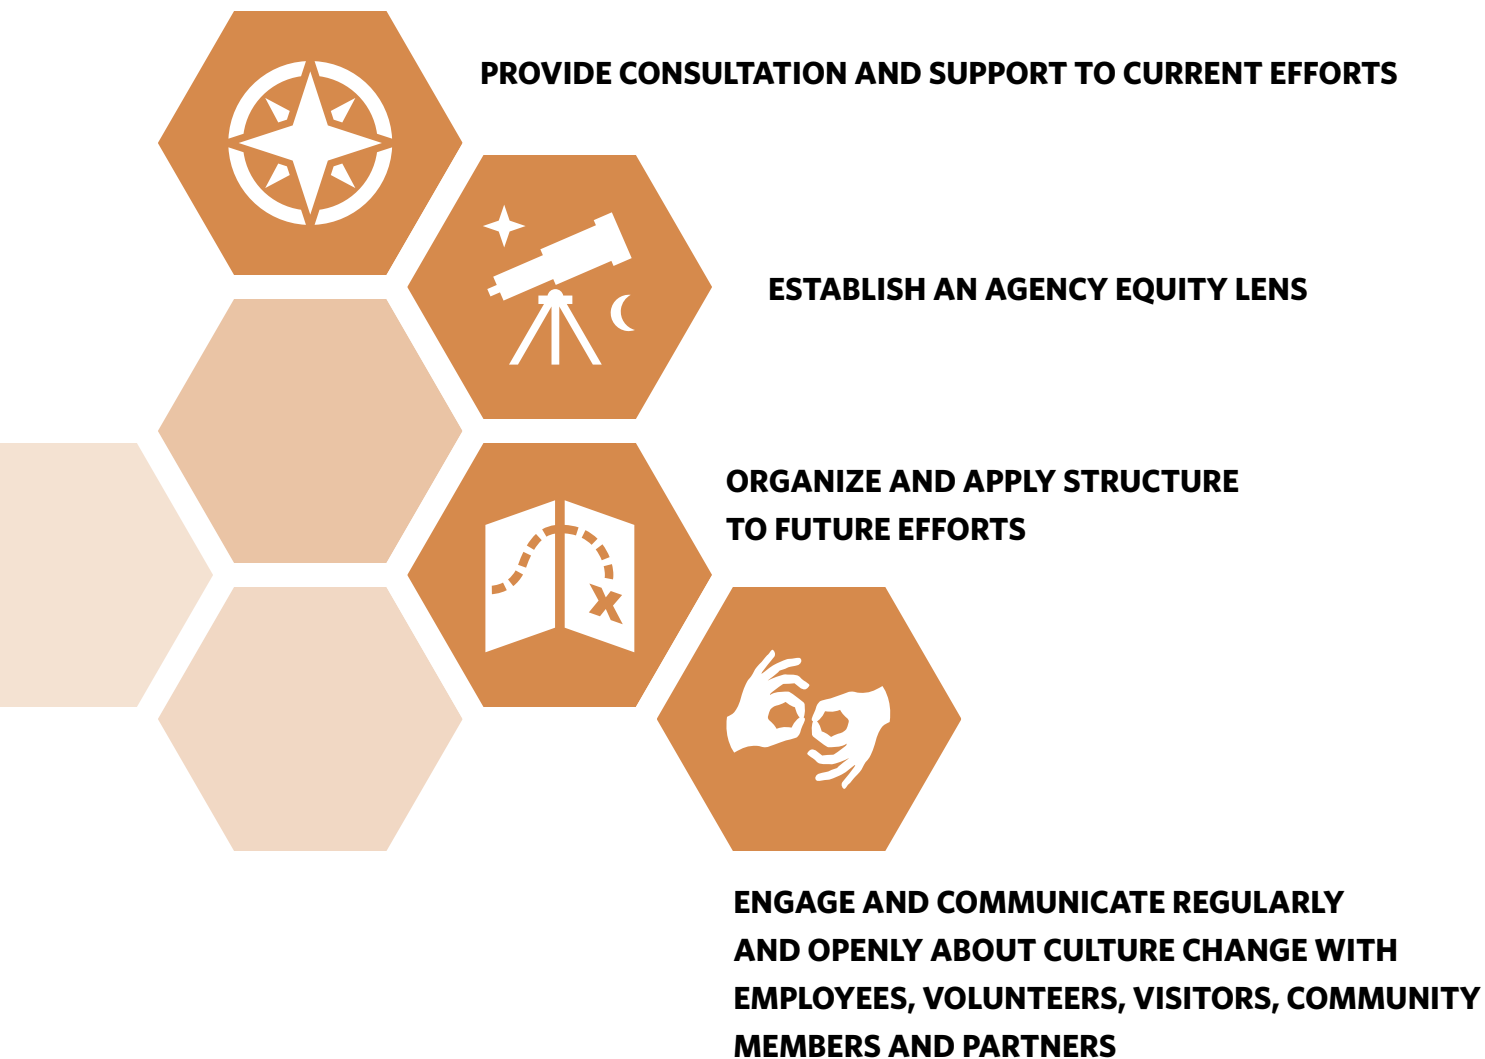 PROVIDE CONSULTATION AND SUPPORT TO CURRENT EFFORTS
ESTABLISH AN AGENCY EQUITY LENS
ORGANIZE AND APPLY STRUCTURE
TO FUTURE EFFORTS
X
ENGAGE AND COMMUNICATE REGULARLY
AND OPENLY ABOUT CULTURE CHANGE WITH
EMPLOYEES, VOLUNTEERS, VISITORS, COMMUNITY
MEMBERS AND PARTNERS